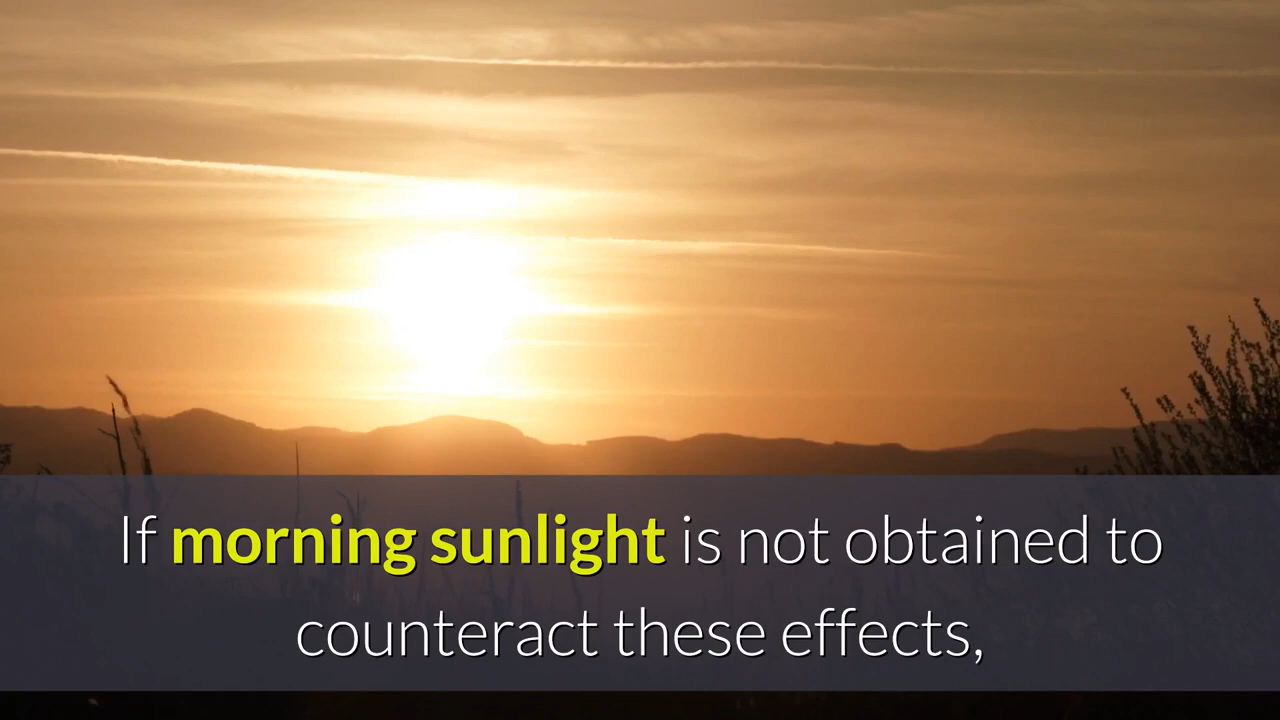 If morning sunlight is not obtained to
counteract these effects,